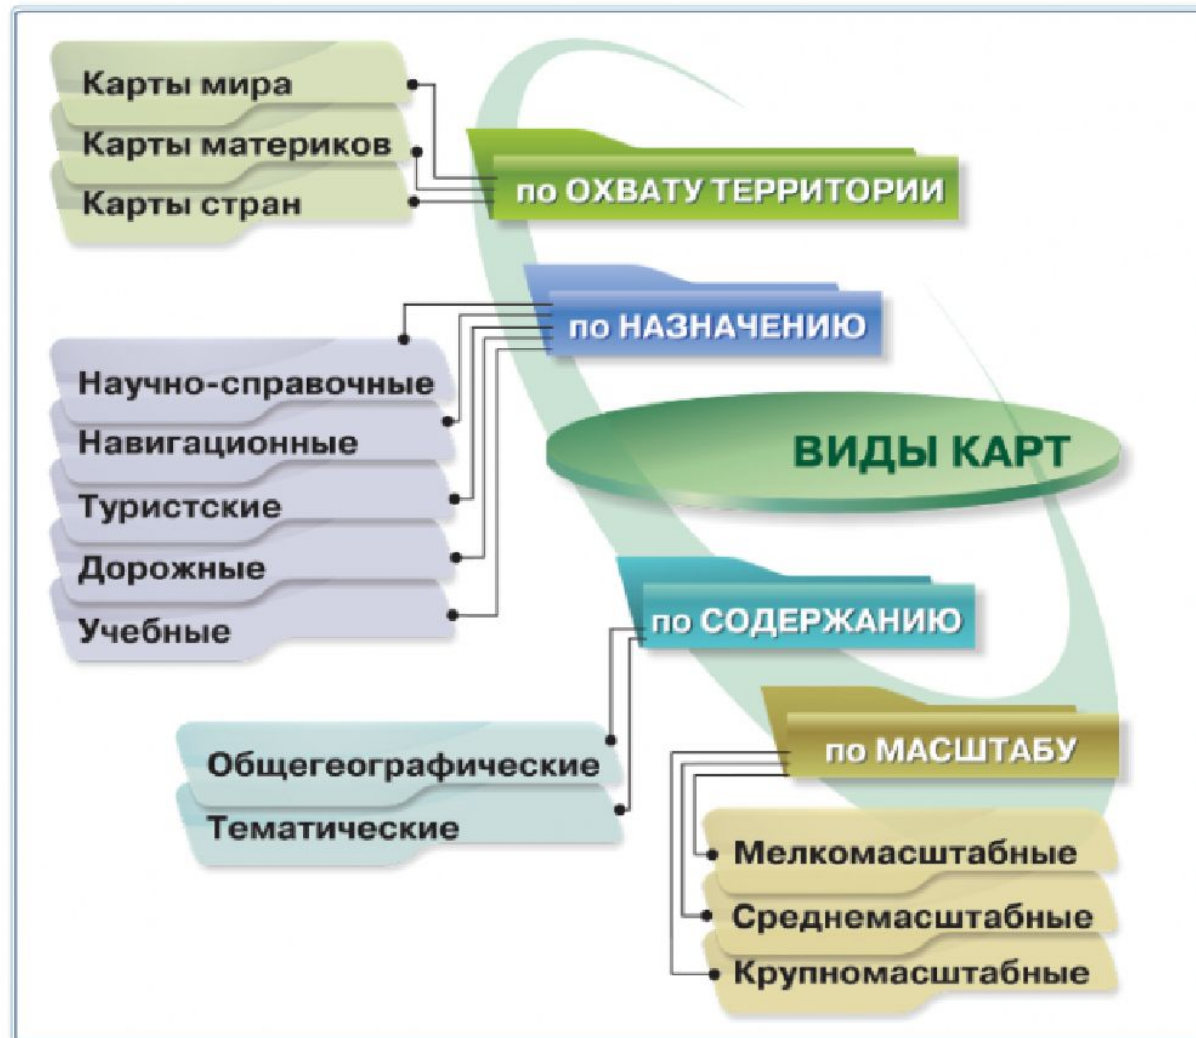 Карты мира
Карты материков
Карты стран
по ОХВАТУ ТЕРРИТОРИИ
по НАЗНАЧЕНИЮ
Научно-справочные
Навигационные
Туристские
Дорожные
Учебные
ВИДЫ КАРТ
по СОДЕРЖАНИЮ
Общегеографические
Тематические
по МАСШТАБУ
Мелкомасштабные
Среднемасштабные
Крупномасштабные